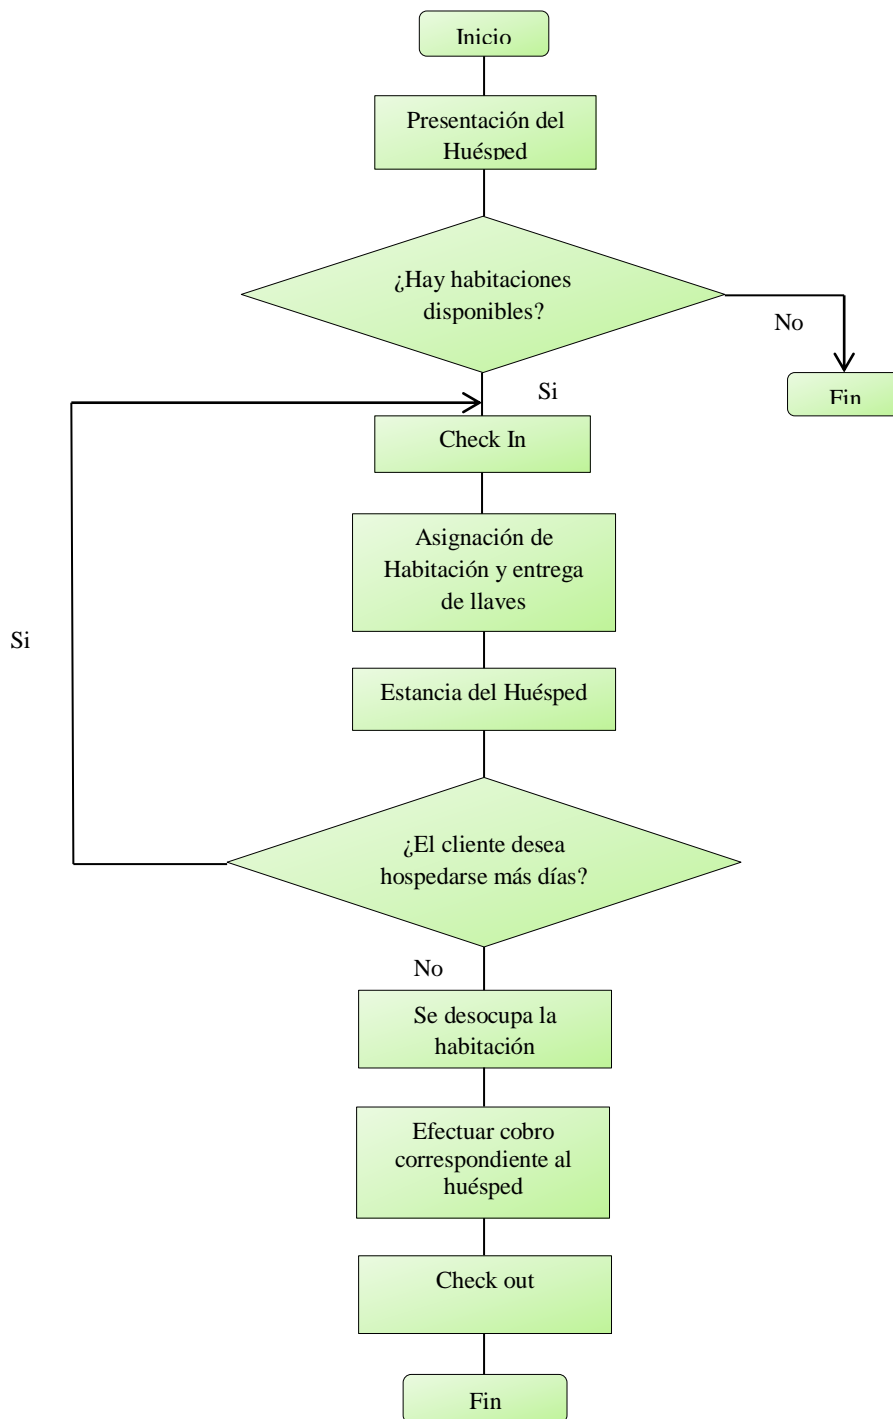 Inicio
Presentación del
Huésped
¿Hay habitaciones
disponibles?
No
Fin
Si
Check In
Asignación de
Habitación y entrega
de llaves
Si
Estancia del Huésped
¿El cliente desea
hospedarse más días?
No
Se desocupa la
habitación
Efectuar cobro
correspondiente al
huésped
Check out
Fin